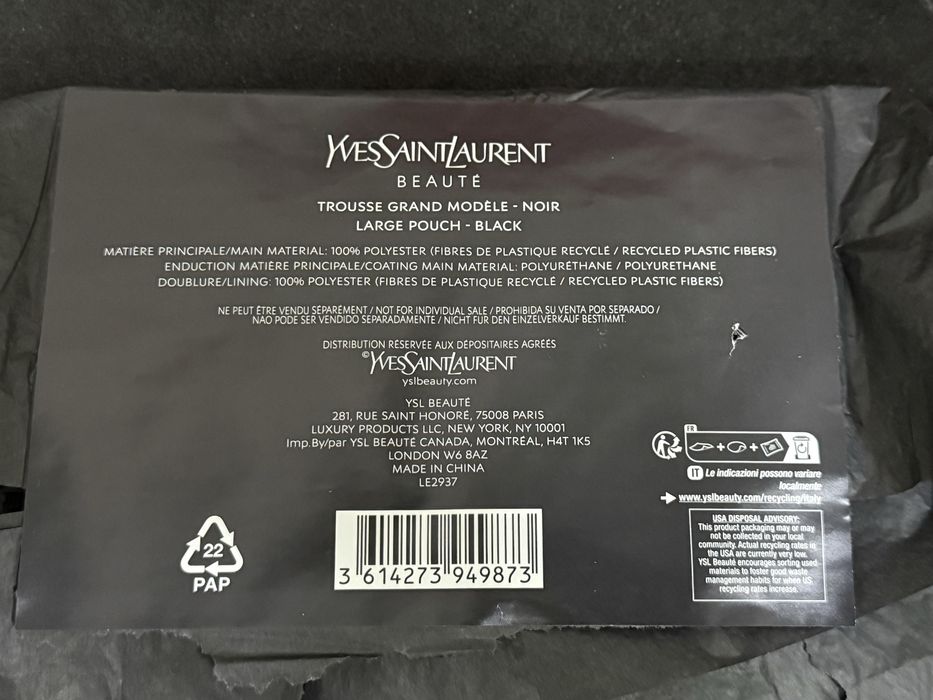 YVESSAINTLAURENT
BEAUTÉ
TROUSSE GRAND MODÈLE - NOIR
LARGE POUCH - BLACK
MATIÈRE PRINCIPALE/MAIN MATERIAL: 100% POLYESTER (FIBRES DE PLASTIQUE RECYCLÉ / RECYCLED PLASTIC FIBERS)
ENDUCTION MATIÈRE PRINCIPALE/COATING MAIN MATERIAL: POLYURÉTHANE / POLYURETHANE
DOUBLURE/LINING: 100% POLYESTER (FIBRES DE PLASTIQUE RECYCLÉ / RECYCLED PLASTIC FIBERS)
NE PEUT ÊTRE VENDU SÉPARÉMENT / NOT FOR INDIVIDUAL SALE / PROHIBIDA SU VENTA POR SEPARADO /
NAO PODE SER VENDIDO SEPARADAMENTE / NICHT FÜR DEN EINZELVERKAUF BESTIMMT.
DISTRIBUTION RÉSERVÉE AUX DÉPOSITAIRES AGRÉÉS
©YVESSAINTLAURENT
yslbeauty.com
YSL BEAUTÉ
281, RUE SAINT HONORÉ, 75008 PARIS
LUXURY PRODUCTS LLC, NEW YORK, NY 10001
Imp.By/par YSL BEAUTÉ CANADA, MONTRÉAL, H4T 1K5
LONDON W6 8AZ
MADE IN CHINA
LE2937
22
PAP
3 614273 949873
FR
IT Le indicazioni possono variare
localmente
www.yslbeauty.com/recycling/italy
USA DISPOSAL ADVISORY:
This product packaging may or may
not be collected in your local
community. Actual recycling rates in
the USA are currently very low.
YSL Beauté encourages sorting used
materials to foster good waste
management habits for when US
recycling rates increase.